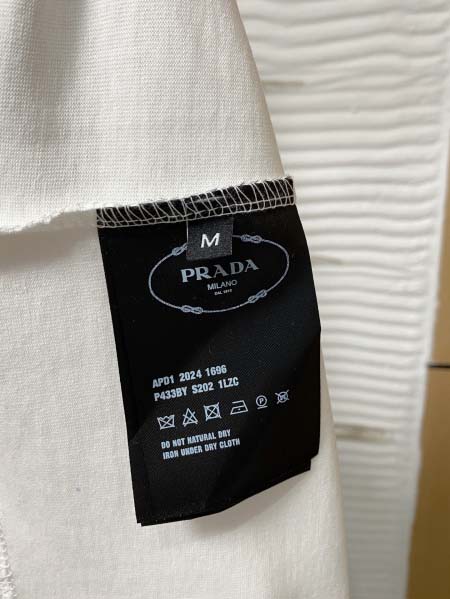 M
PRADA
MILANO
DAL 1913
APD1 2024 1696
P433BY S202 1LZC
DO NOT NATURAL DRY
IRON UNDER DRY CLOTH